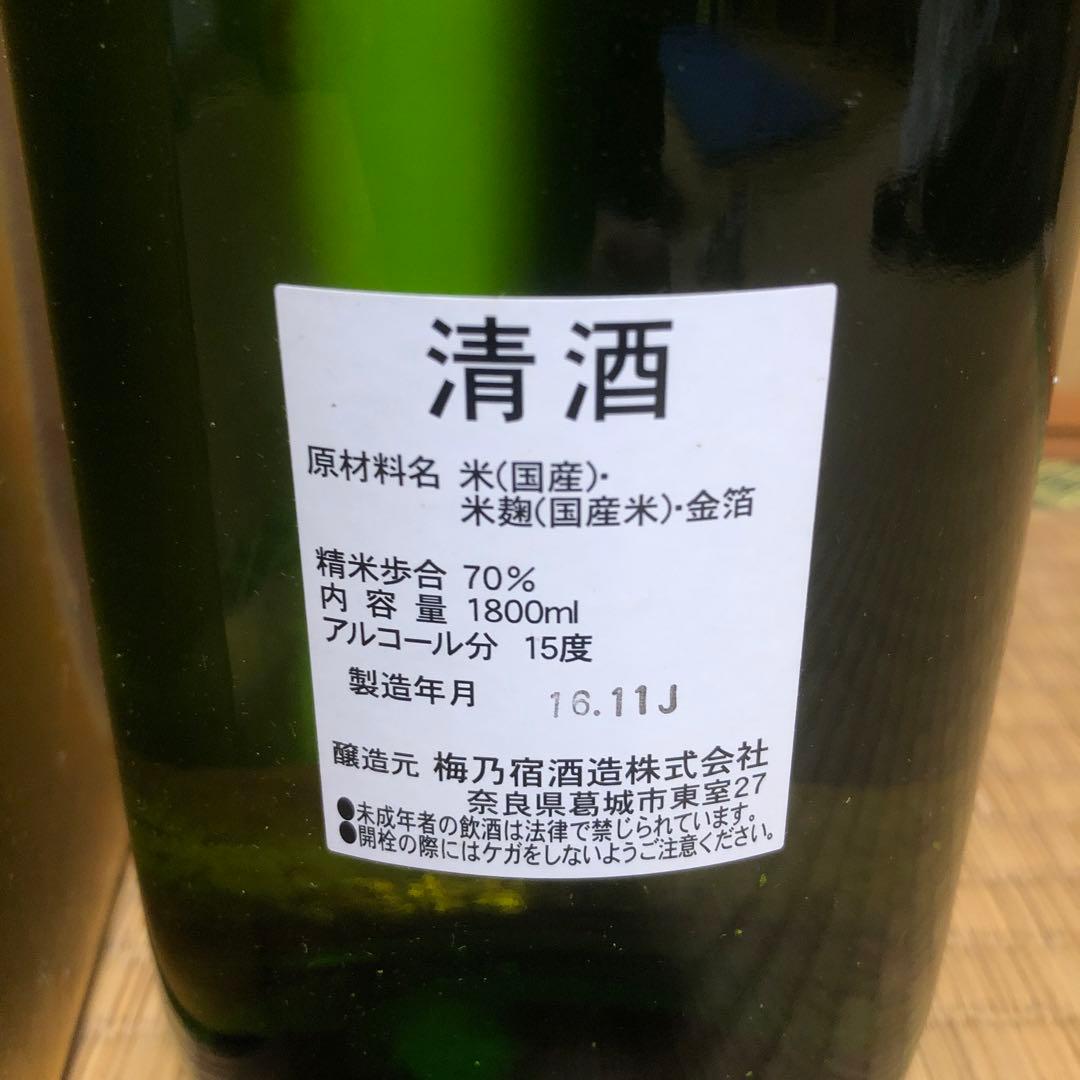 清酒
原材料名 米(国産)・
米麹(国産米)・金箔
精米歩合 70%
内容量 1800ml
アルコール分 15度
製造年月 16.11J
醸造元 梅乃宿酒造株式会社
奈良県葛城市東室27
●未成年者の飲酒は法律で禁じられています。
●開栓の際にはケガをしないようご注意ください。